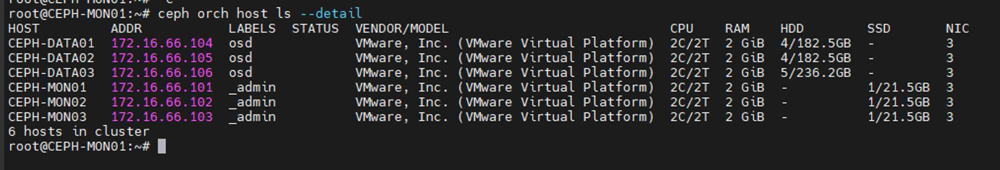 root@CEPH-MON01:~# ^C
root@CEPH-MON01:~# ceph orch host ls --detail
HOST         ADDR           LABELS  STATUS  VENDOR/MODEL                            CPU    RAM    HDD        SSD       NIC
CEPH-DATA01  172.16.66.104  osd             VMware, Inc. (VMware Virtual Platform)  2C/2T  2 GiB  4/182.5GB  -         3
CEPH-DATA02  172.16.66.105  osd             VMware, Inc. (VMware Virtual Platform)  2C/2T  2 GiB  4/182.5GB  -         3
CEPH-DATA03  172.16.66.106  osd             VMware, Inc. (VMware Virtual Platform)  2C/2T  2 GiB  5/236.2GB  -         3
CEPH-MON01   172.16.66.101  _admin          VMware, Inc. (VMware Virtual Platform)  2C/2T  2 GiB  -          1/21.5GB  3
CEPH-MON02   172.16.66.102  _admin          VMware, Inc. (VMware Virtual Platform)  2C/2T  2 GiB  -          1/21.5GB  3
CEPH-MON03   172.16.66.103  _admin          VMware, Inc. (VMware Virtual Platform)  2C/2T  2 GiB  -          1/21.5GB  3
6 hosts in cluster
root@CEPH-MON01:~#